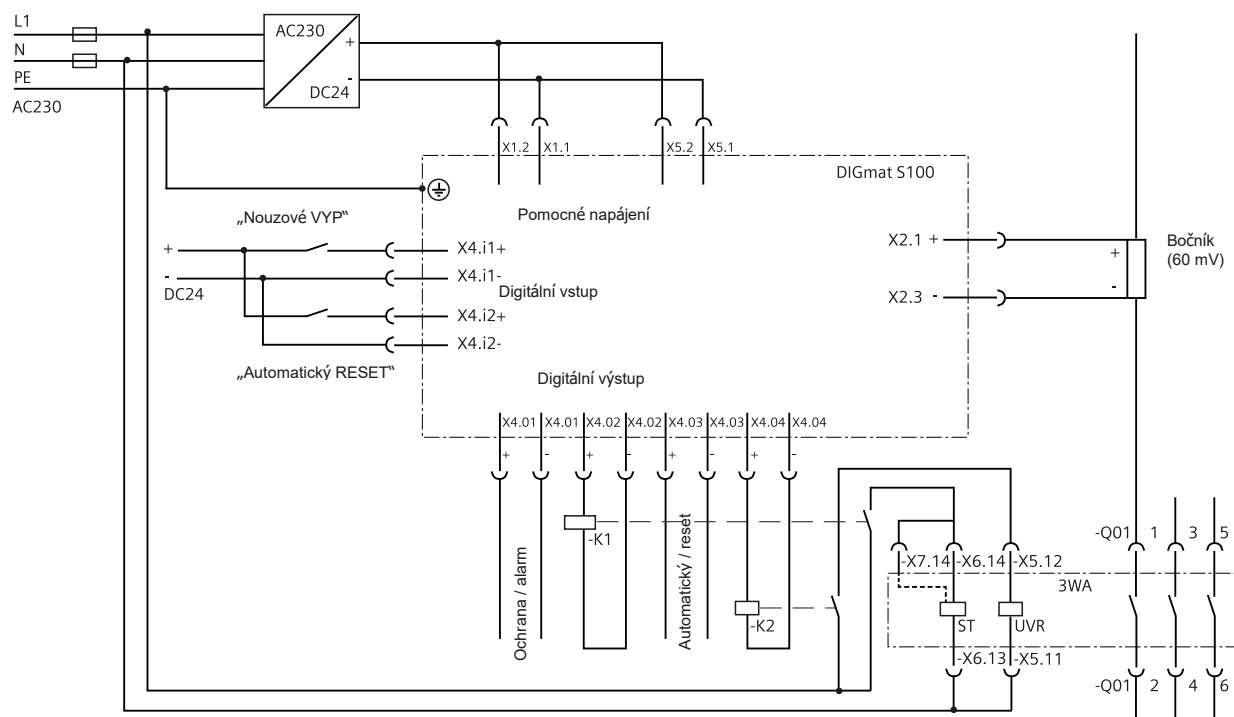 L1
N
PE
AC230
AC230
+
-
DC24
X1.2
X1.1
X5.2
X5.1
DIGmat S100
Pomocné napájení
„Nouzové VYP“
+
-
DC24
X4.i1+
X4.i1-
Digitální vstup
X4.i2+
X4.i2-
„Automatický RESET“
X2.1 +
X2.3 -
+
-
Bočník
(60 mV)
Digitální výstup
X4.01
X4.01
X4.02
X4.02
X4.03
X4.03
X4.04
X4.04
+
-
+
-
+
-
+
-
-K1
Ochrana / alarm
Automatický / reset
-K2
-X7.14
-X6.14
-X5.12
-Q01
1
3
5
3WA
ST
UVR
-X6.13
-X5.11
-Q01
2
4
6